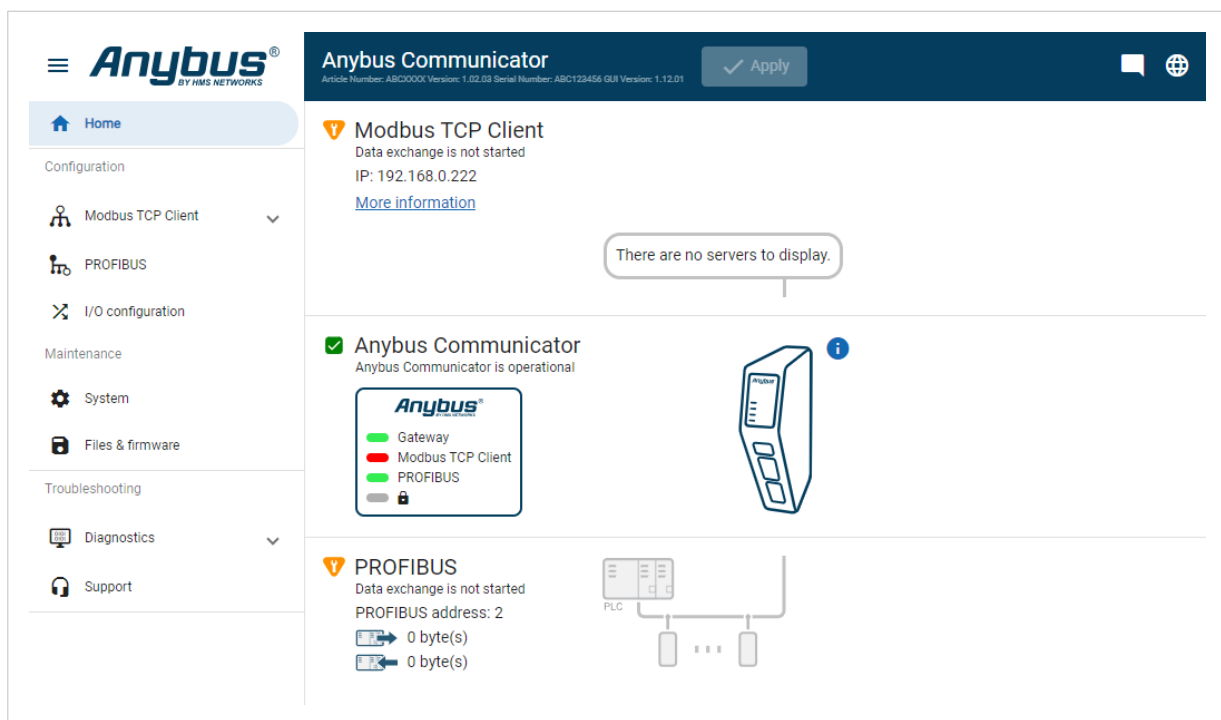 Anybus®
BY HMS NETWORKS
Home
Configuration
Modbus TCP Client
PROFIBUS
I/O configuration
Maintenance
System
Files & firmware
Troubleshooting
Diagnostics
Support
Anybus Communicator
Article Number: ABCXXXX Version: 1.02.03 Serial Number: ABC123456 GUI Version: 1.12.01
Apply
Modbus TCP Client
Data exchange is not started
IP: 192.168.0.222
More information
There are no servers to display.
Anybus Communicator
Anybus Communicator is operational
Anybus®
BY HMS NETWORKS
Gateway
Modbus TCP Client
PROFIBUS
Anybus
PROFIBUS
Data exchange is not started
PROFIBUS address: 2
0 byte(s)
0 byte(s)
PLC